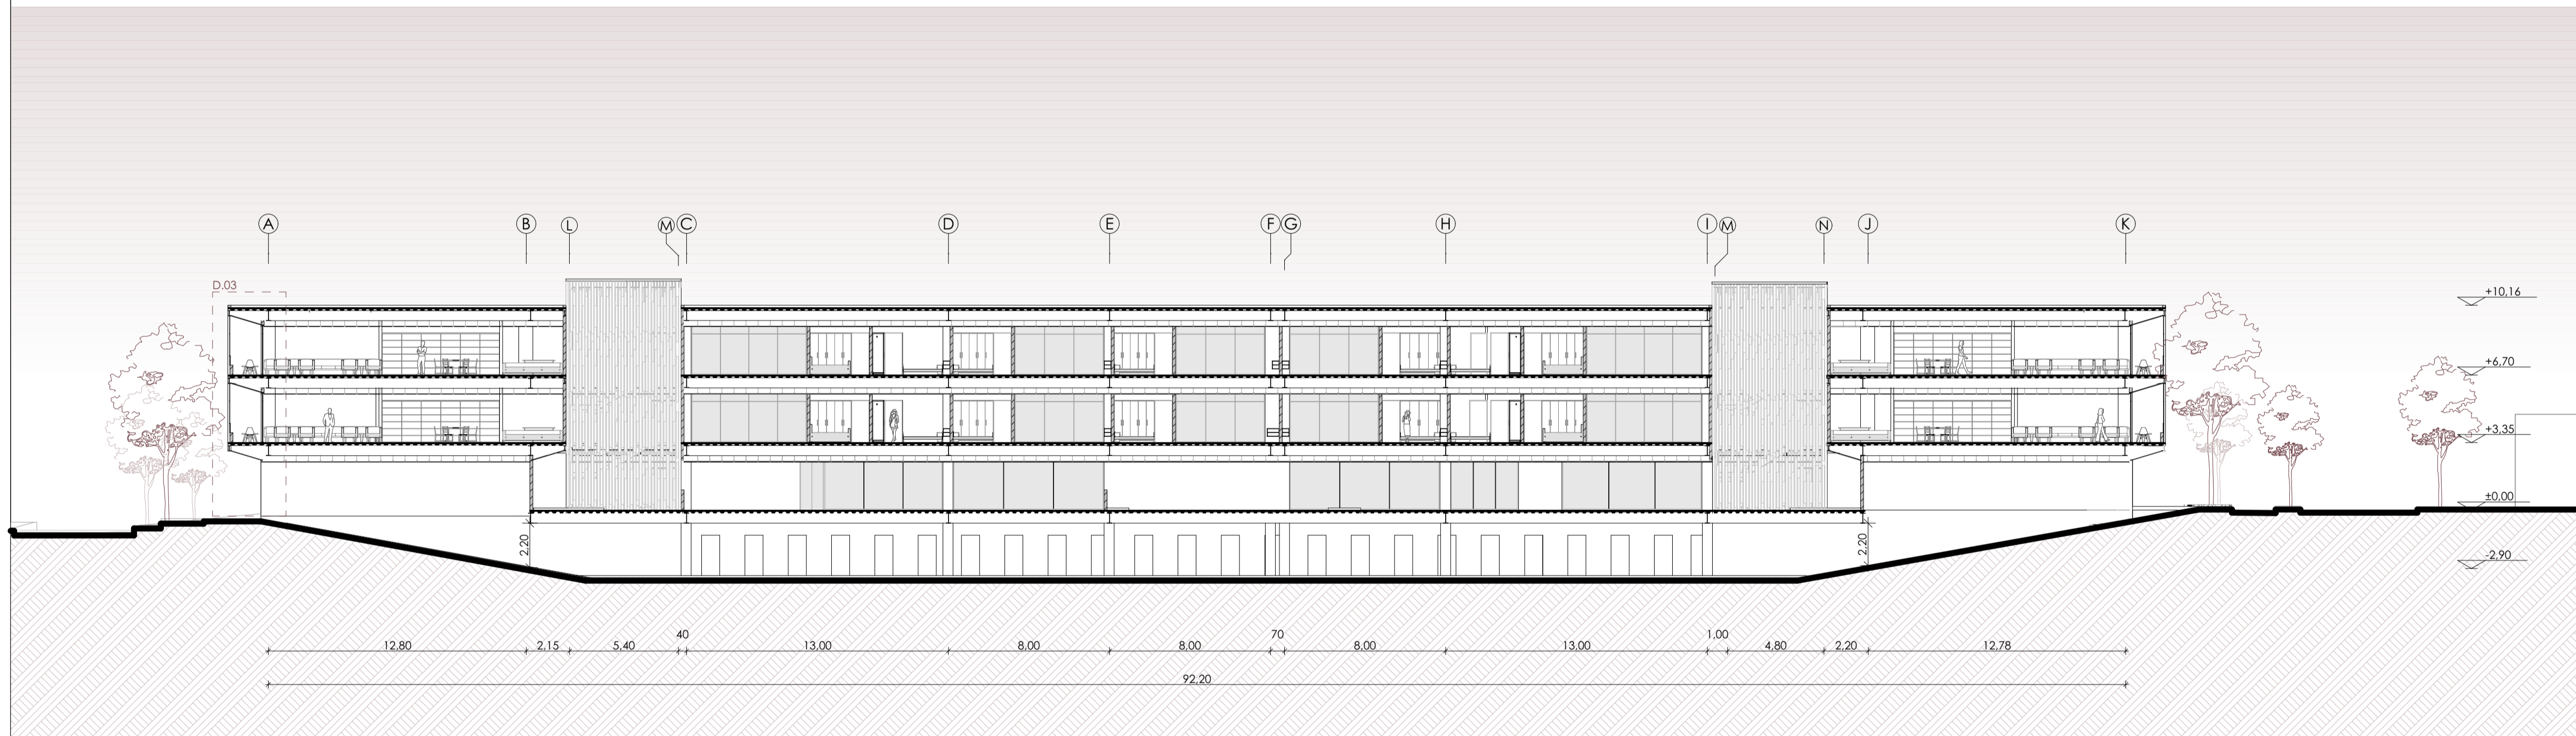 A B L M C D E F G H I M N J K
D.03
+10,16
+6,70
+3,35
±0,00
2,20 2,20
-2,90
40 70 1,00
12,80 2,15 5,40 13,00 8,00 8,00 8,00 13,00 4,80 2,20 12,78
92,20